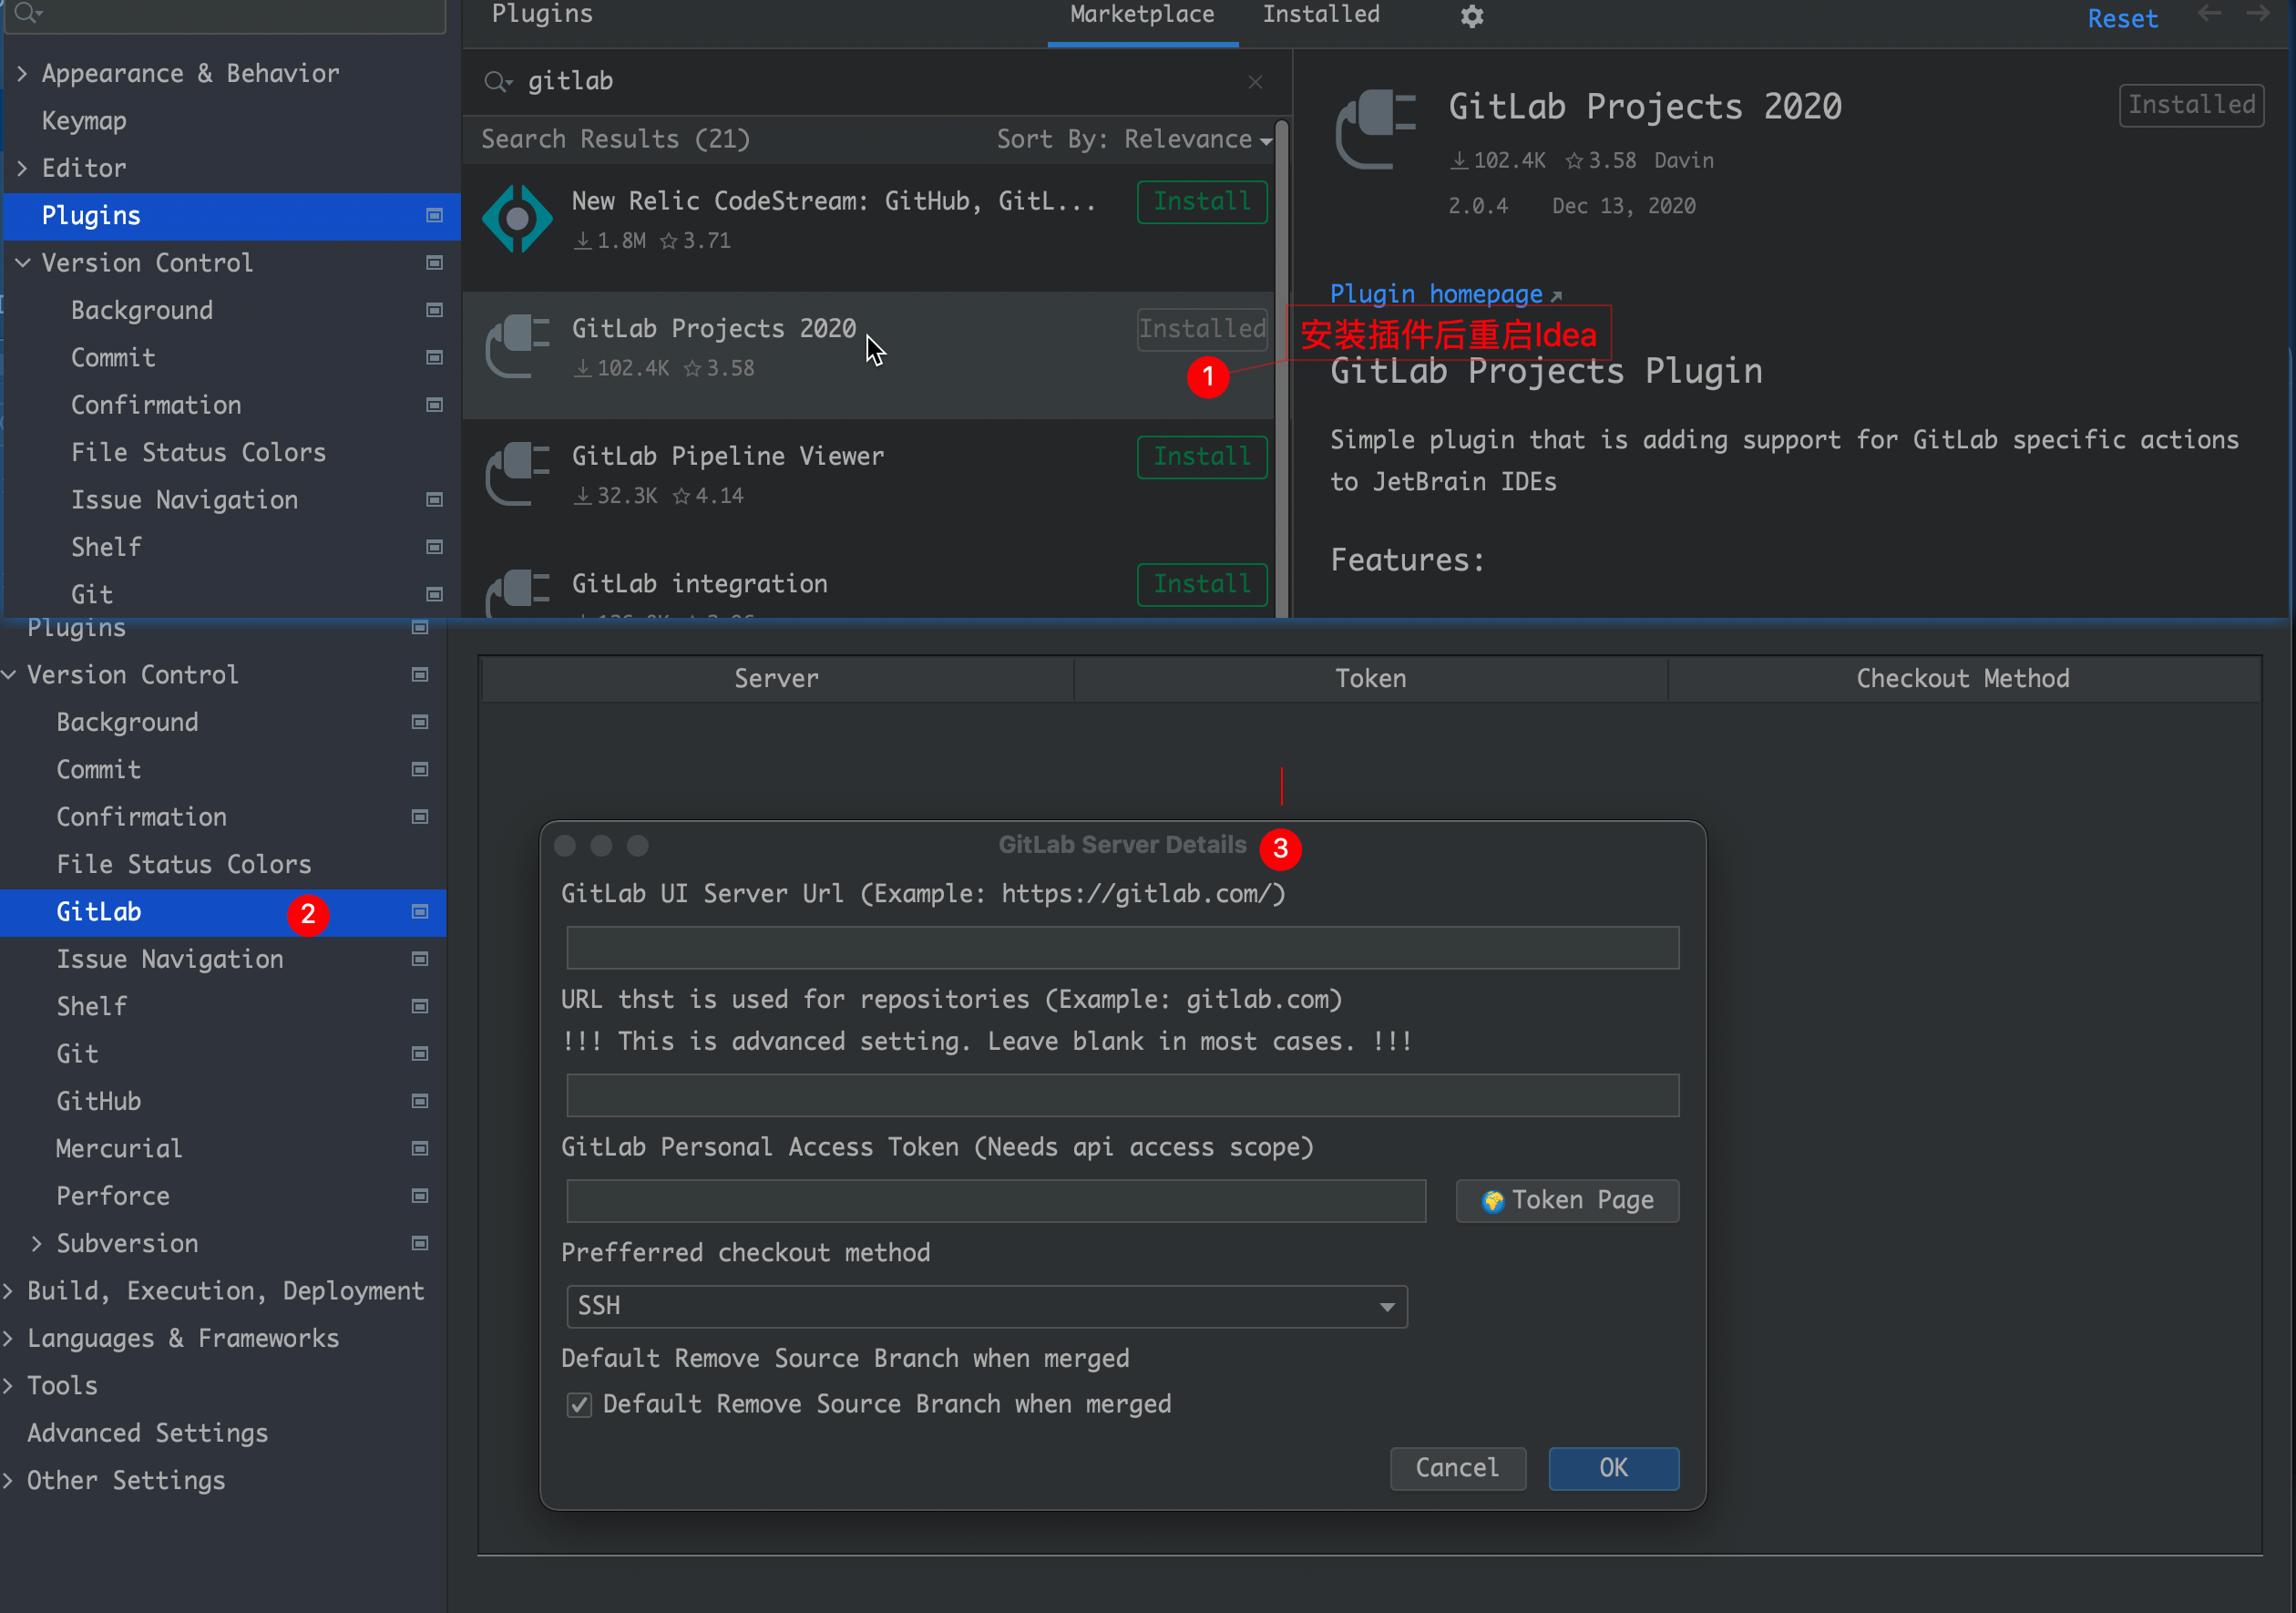 Plugins
Marketplace
Installed
Reset
Appearance & Behavior
Keymap
Editor
Plugins
Version Control
Background
Commit
Confirmation
File Status Colors
Issue Navigation
Shelf
Git
gitlab
Search Results (21)
Sort By: Relevance
New Relic CodeStream: GitHub, GitL...
Install
1.8M 3.71
GitLab Projects 2020
Installed
102.4K 3.58
1
GitLab Pipeline Viewer
Install
32.3K 4.14
GitLab integration
Install
GitLab Projects 2020
Installed
102.4K 3.58 Davin
2.0.4 Dec 13, 2020
Plugin homepage
安装插件后重启Idea
GitLab Projects Plugin
Simple plugin that is adding support for GitLab specific actions
to JetBrain IDEs
Features:
Plugins
Version Control
Background
Commit
Confirmation
File Status Colors
GitLab
2
Issue Navigation
Shelf
Git
GitHub
Mercurial
Perforce
Subversion
Build, Execution, Deployment
Languages & Frameworks
Tools
Advanced Settings
Other Settings
Server
Token
Checkout Method
GitLab Server Details
3
GitLab UI Server Url (Example: https://gitlab.com/)
URL thst is used for repositories (Example: gitlab.com)
!!! This is advanced setting. Leave blank in most cases. !!!
GitLab Personal Access Token (Needs api access scope)
Token Page
Prefferred checkout method
SSH
Default Remove Source Branch when merged
Default Remove Source Branch when merged
Cancel
OK